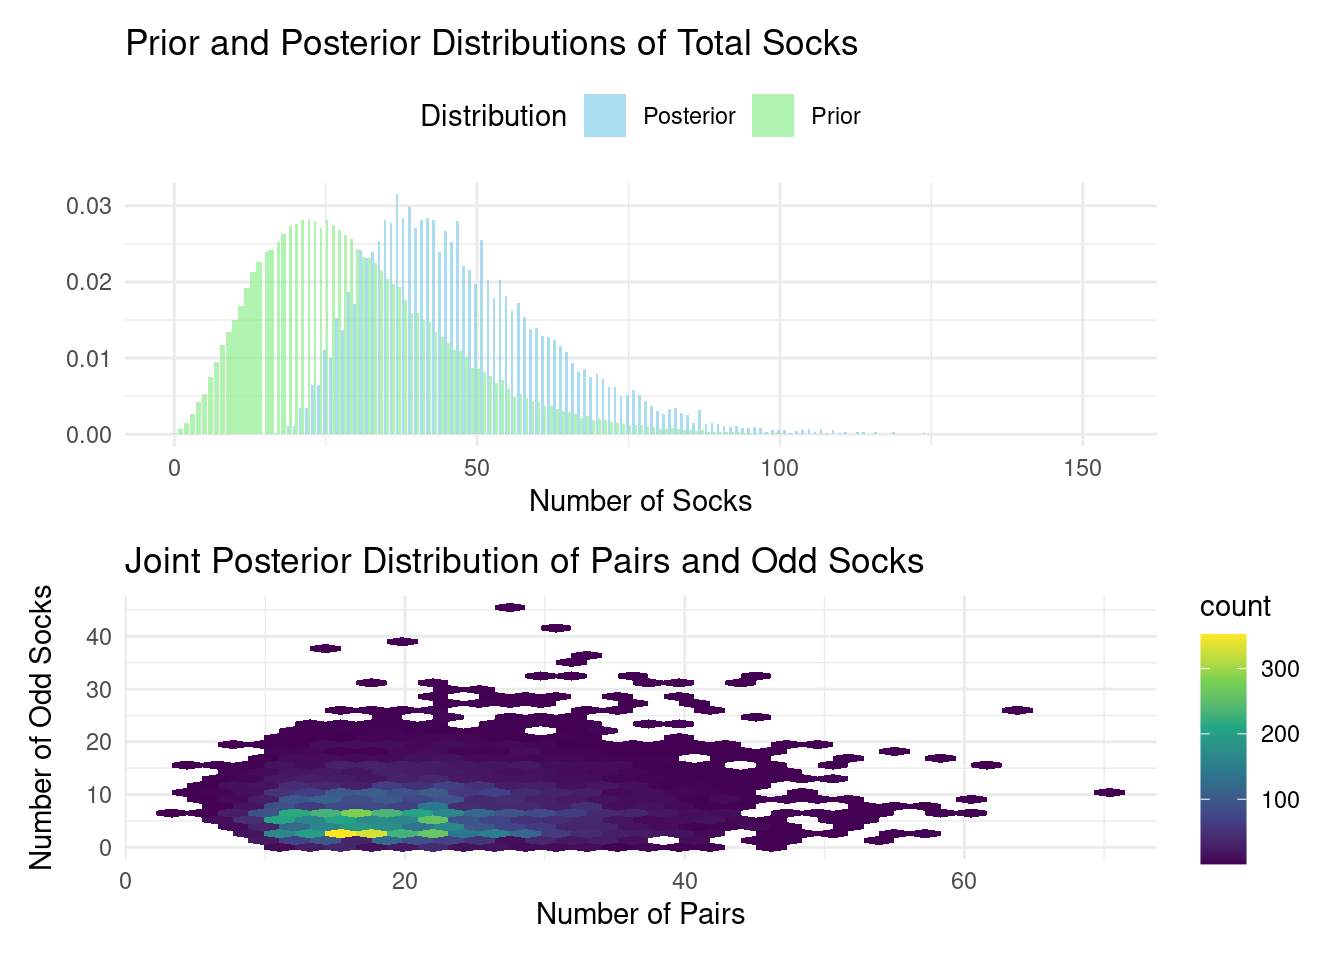 Prior and Posterior Distributions of Total Socks
Distribution Posterior Prior
0.03
0.02
0.01
0.00
0 50 100 150
Number of Socks
Joint Posterior Distribution of Pairs and Odd Socks
Number of Odd Socks
40
30
20
10
0
0 20 40 60
Number of Pairs
count
300
200
100